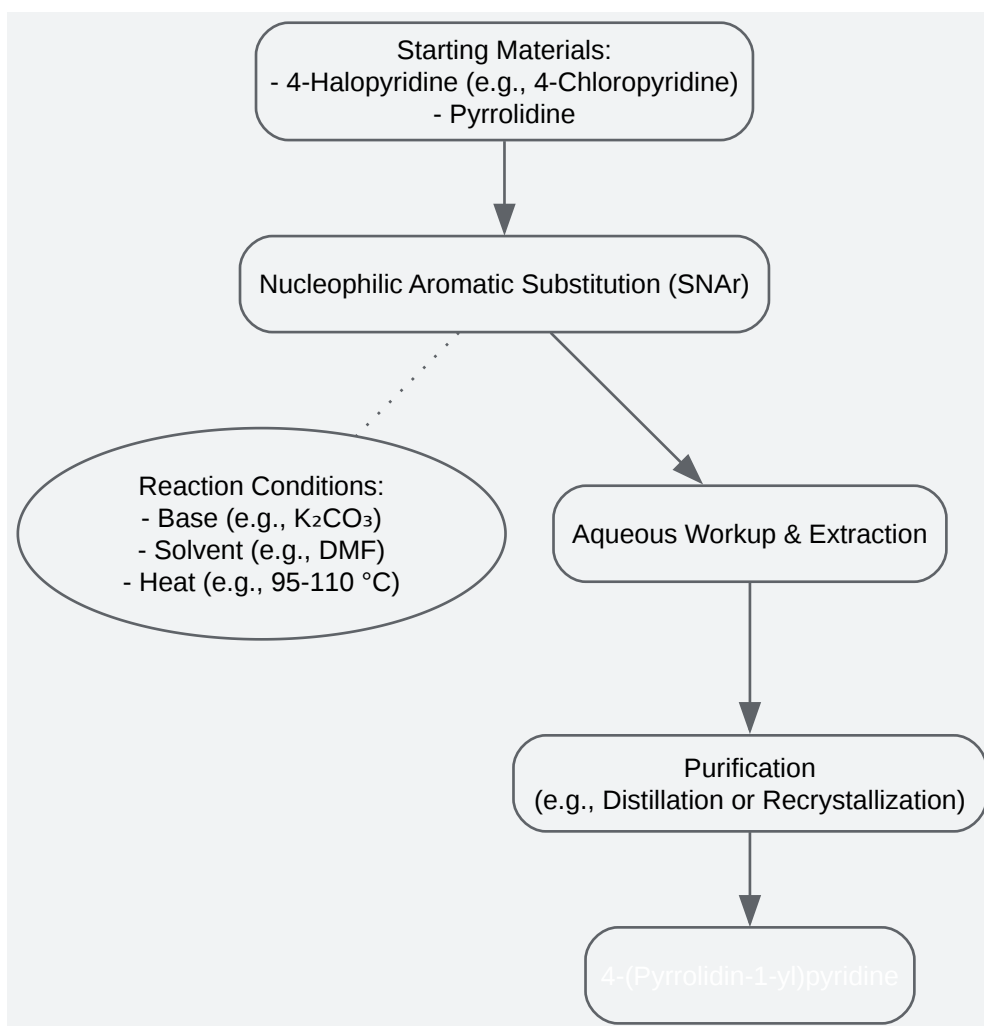 Starting Materials:
- 4-Halopyridine (e.g., 4-Chloropyridine)
- Pyrrolidine
Nucleophilic Aromatic Substitution (SNAr)
Reaction Conditions:
- Base (e.g., K₂CO₃)
- Solvent (e.g., DMF)
- Heat (e.g., 95-110 °C)
Aqueous Workup & Extraction
Purification
(e.g., Distillation or Recrystallization)
4-(Pyrrolidin-1-yl)pyridine